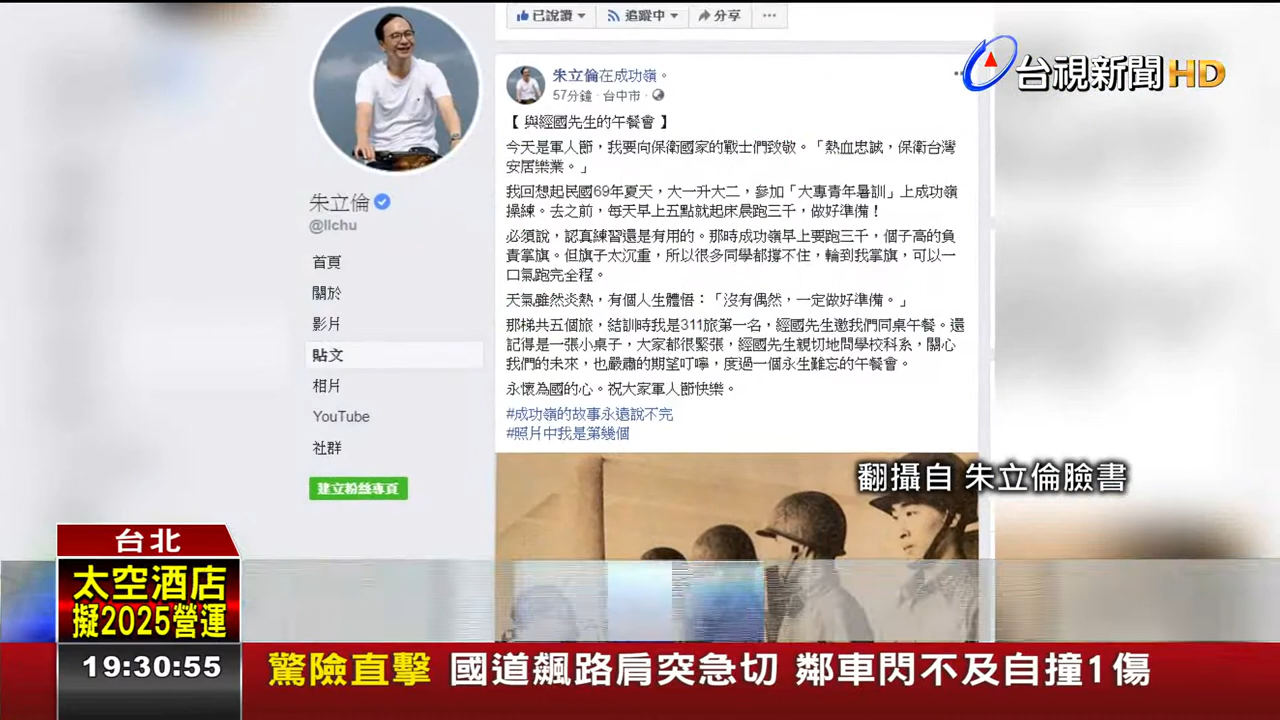 已說讚
追蹤中
分享
台視新聞HD
朱立倫在成功嶺。
57分鐘 · 台中市 ·
【 與經國先生的午餐會 】
今天是軍人節，我要向保衛國家的戰士們致敬。「熱血忠誠，保衛台灣
安居樂業。」
我回想起民國69年夏天，大一升大二，參加「大專青年暑訓」上成功嶺
操練。去之前，每天早上五點就起床晨跑三千，做好準備！
必須說，認真練習還是有用的。那時成功嶺早上要跑三千，個子高的負
責掌旗。但旗子太沉重，所以很多同學都撐不住，輪到我掌旗，可以一
口氣跑完全程。
天氣雖然炎熱，有個人生體悟：「沒有偶然，一定做好準備。」
那梯共五個旅，結訓時我是311旅第一名，經國先生邀我們同桌午餐。還
記得是一張小桌子，大家都很緊張，經國先生親切地問學校科系，關心
我們的未來，也嚴肅的期望叮嚀，度過一個永生難忘的午餐會。
永懷為國的心。祝大家軍人節快樂。
#成功嶺的故事永遠說不完
#照片中我是第幾個
朱立倫
@llchu
首頁
關於
影片
貼文
相片
YouTube
社群
建立粉絲專頁
翻攝自 朱立倫臉書
台北
太空酒店
擬2025營運
19:30:55
驚險直擊 國道飆路肩突急切 鄰車閃不及自撞1傷